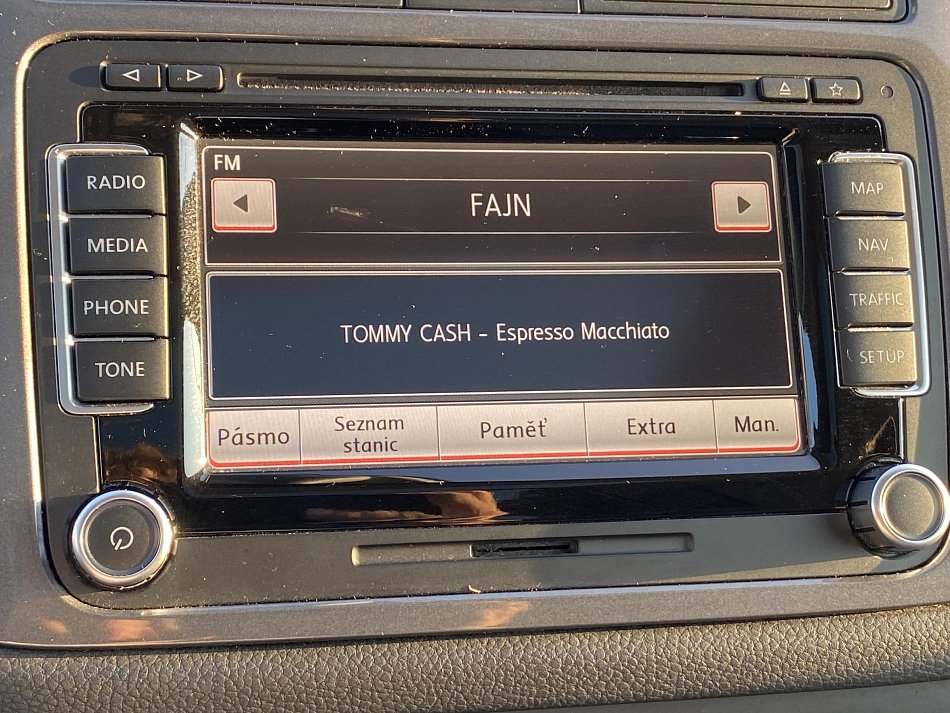 FM
FAJN
TOMMY CASH - Espresso Macchiato
Pásmo
Seznam
stanic
Paměť
Extra
Man.
RADIO
MEDIA
PHONE
TONE
MAP
NAV
TRAFFIC
SETUP